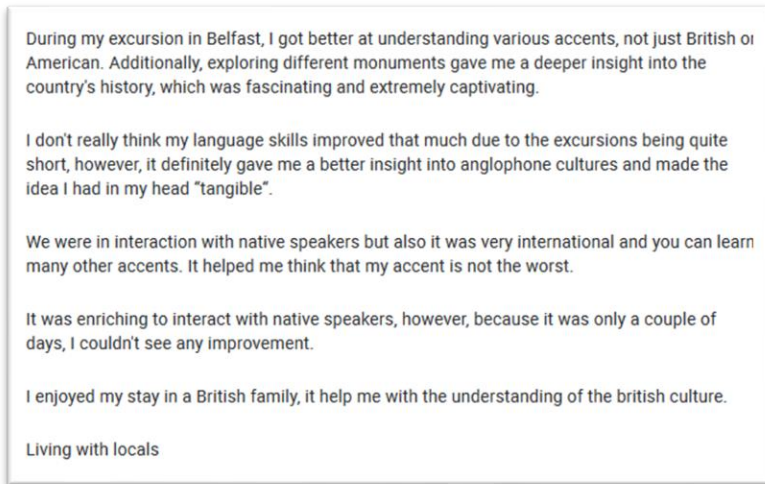 During my excursion in Belfast, I got better at understanding various accents, not just British or
American. Additionally, exploring different monuments gave me a deeper insight into the
country's history, which was fascinating and extremely captivating.
I don't really think my language skills improved that much due to the excursions being quite
short, however, it definitely gave me a better insight into anglophone cultures and made the
idea I had in my head “tangible”.
We were in interaction with native speakers but also it was very international and you can learn
many other accents. It helped me think that my accent is not the worst.
It was enriching to interact with native speakers, however, because it was only a couple of
days, I couldn't see any improvement.
I enjoyed my stay in a British family, it help me with the understanding of the british culture.
Living with locals